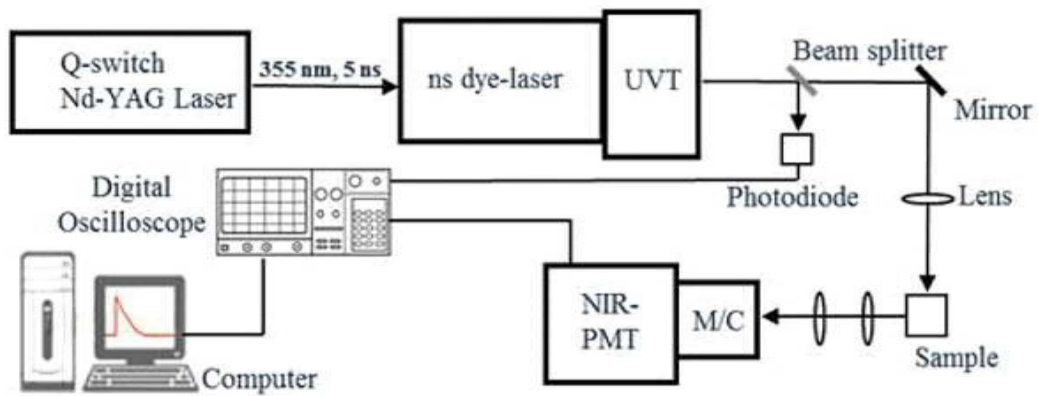 Q-switch
Nd-YAG Laser
355 nm, 5 ns
ns dye-laser
UVT
Beam splitter
Mirror
Photodiode
Lens
Digital
Oscilloscope
NIR-
PMT
M/C
Sample
Computer